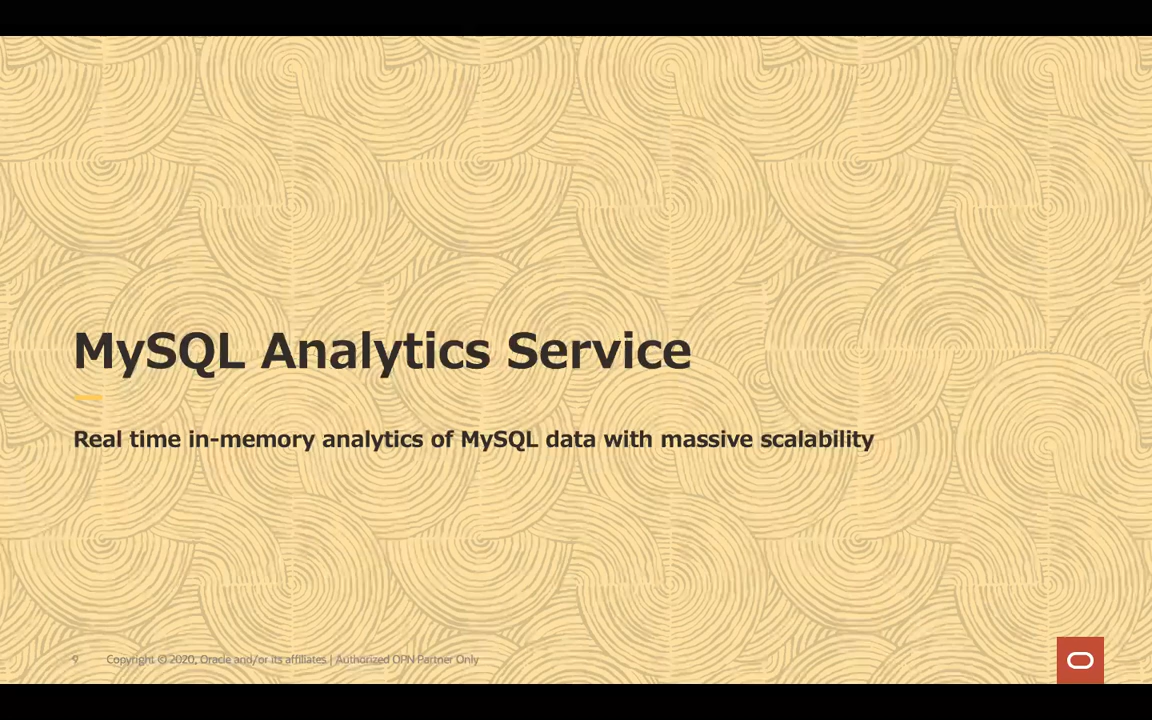 MySQL Analytics Service
Real time in-memory analytics of MySQL data with massive scalability
9 Copyright © 2020, Oracle and/or its affiliates | Authorized OPN Partner Only